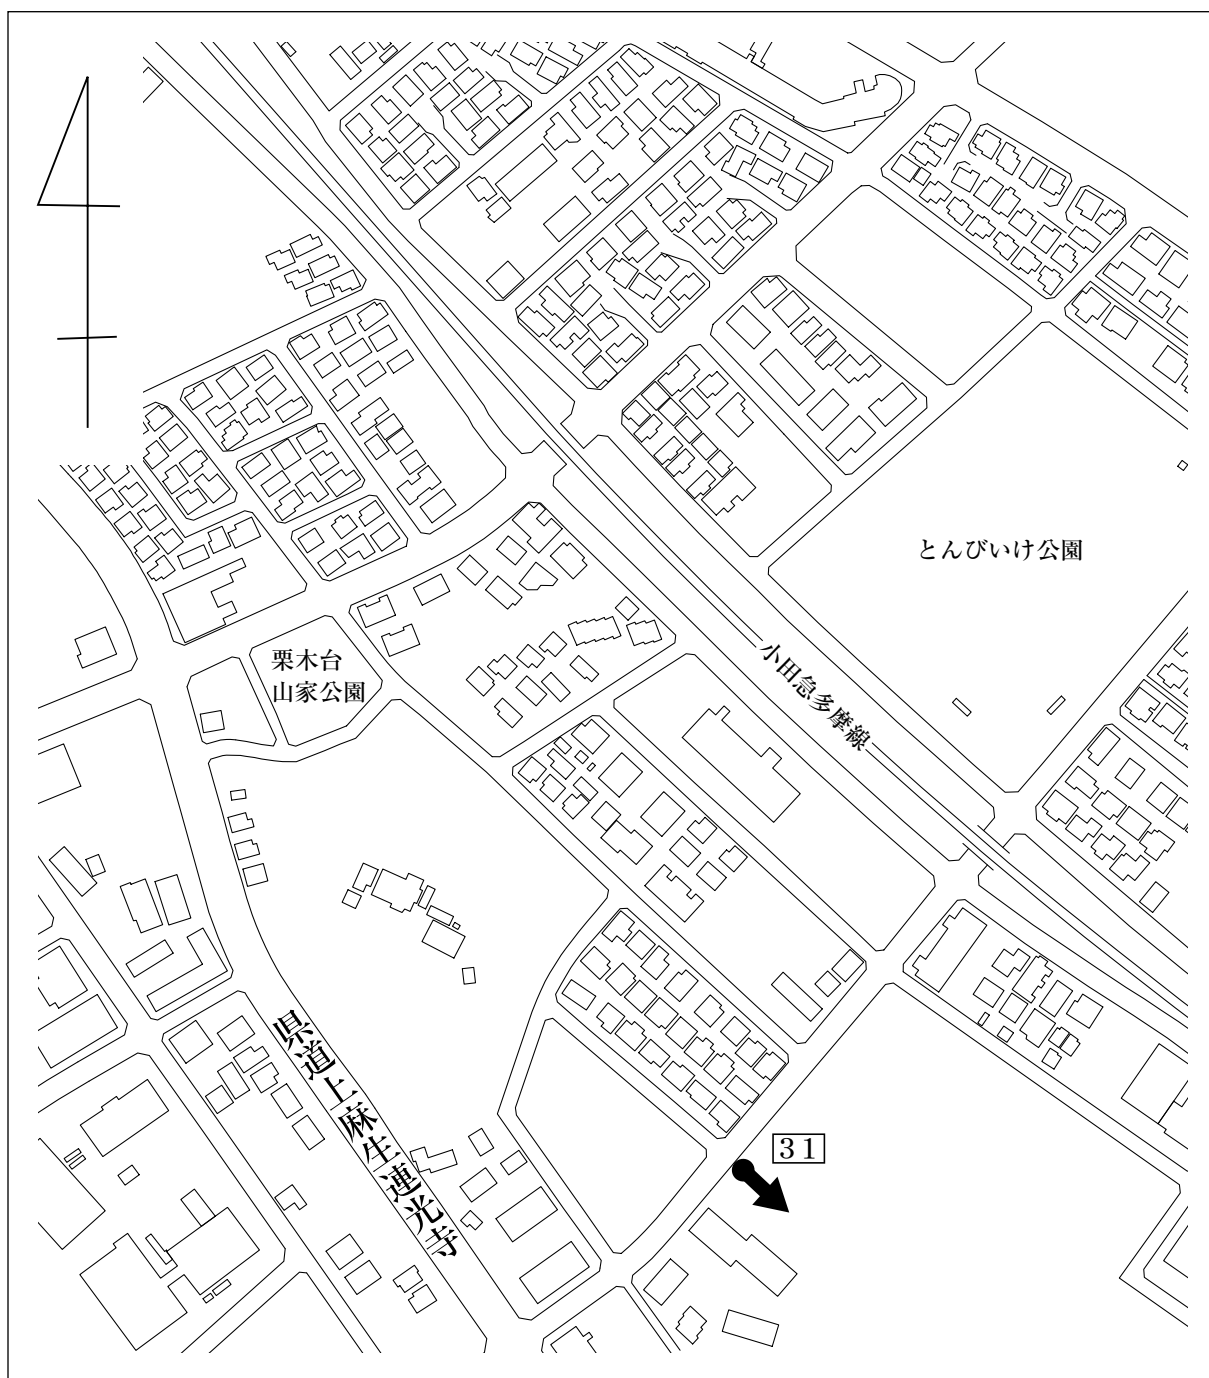 とんびいけ公園
栗木台
山家公園
小田急多摩線
県道上麻生連光寺
31